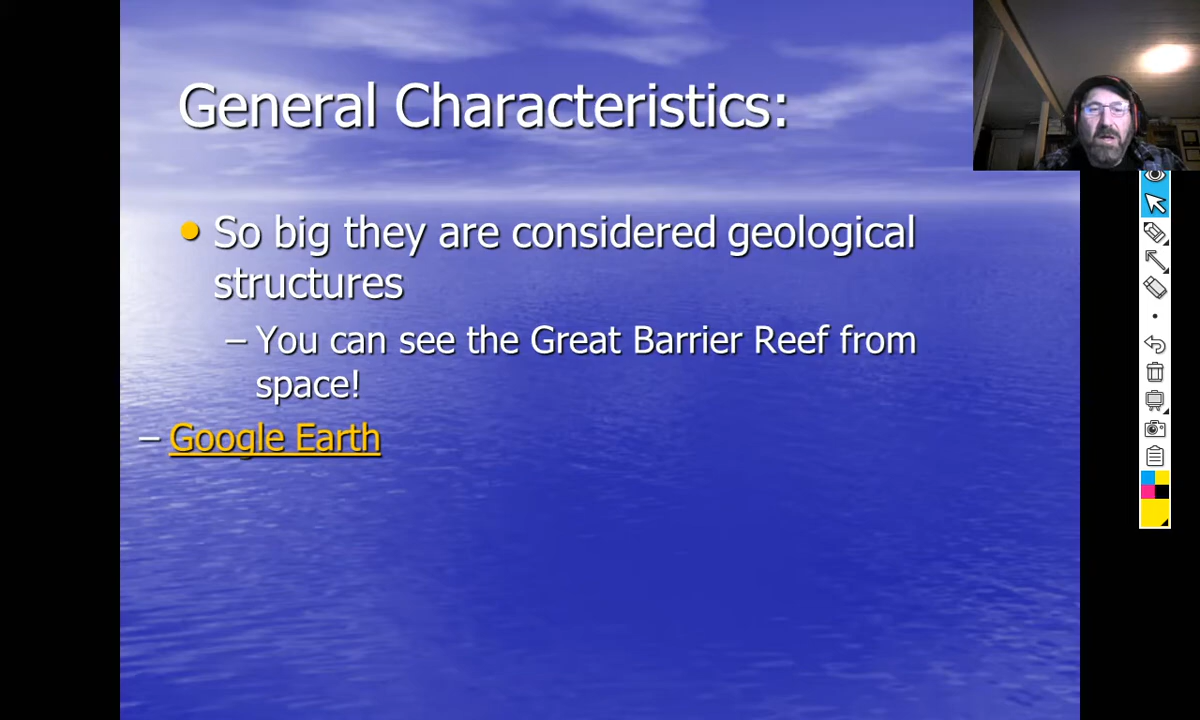 General Characteristics:
• So big they are considered geological
structures
– You can see the Great Barrier Reef from
space!
– Google Earth